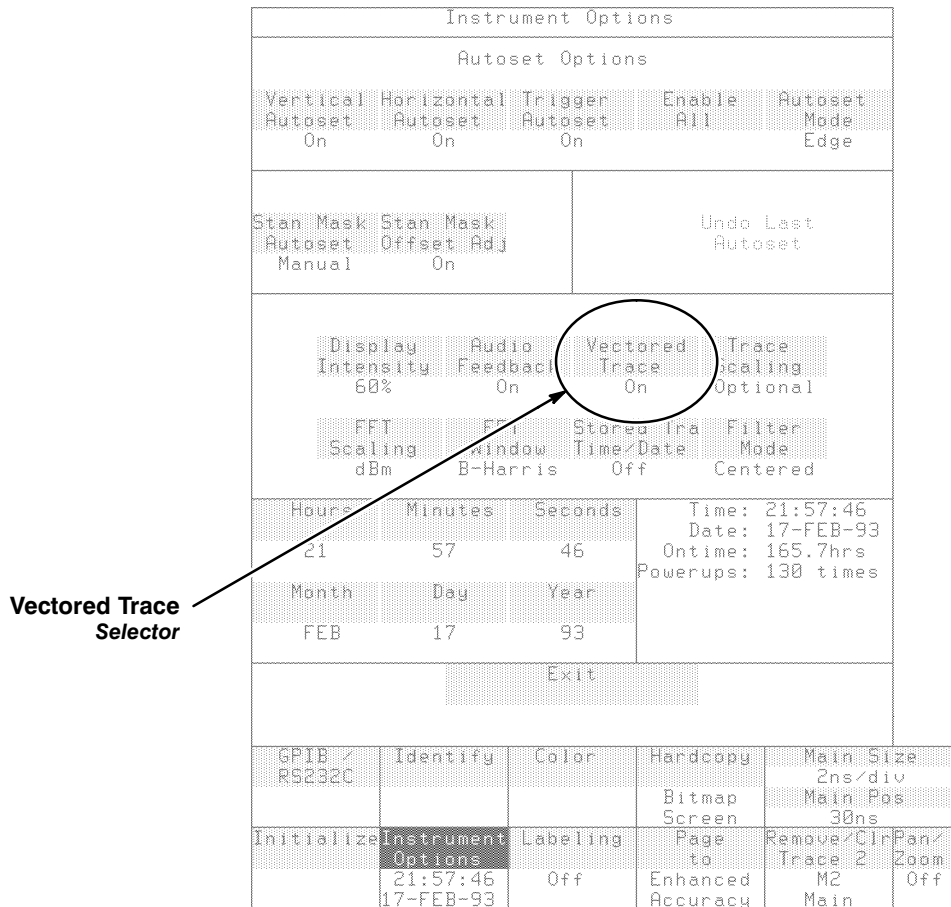 Instrument Options
Autoset Options
Vertical Horizontal Trigger Enable Autoset
Autoset Autoset Autoset All Mode
On On On Edge
Stan Mask Stan Mask Undo Last
Autoset Offset Adj Autoset
Manual On
Display Audio Vectored Trace
Intensity Feedback Trace Scaling
60% On On Optional
FFT FFT Stored Tra Filter
Scaling Window Time/Date Mode
dBm B-Harris Off Centered
Hours Minutes Seconds Time: 21:57:46
Date: 17-FEB-93
21 57 46 Ontime: 165.7hrs
Powerups: 130 times
Month Day Year
Vectored Trace
Selector
FEB 17 93
Exit
GPIB / Identify Color Hardcopy Main Size
RS232C 2ns/div
Bitmap Main Pos
Screen 30ns
Initialize Instrument Labeling Page Remove/Clr Pan/
Options to Trace 2 Zoom
21:57:46 Off Enhanced M2 Off
17-FEB-93 Accuracy Main